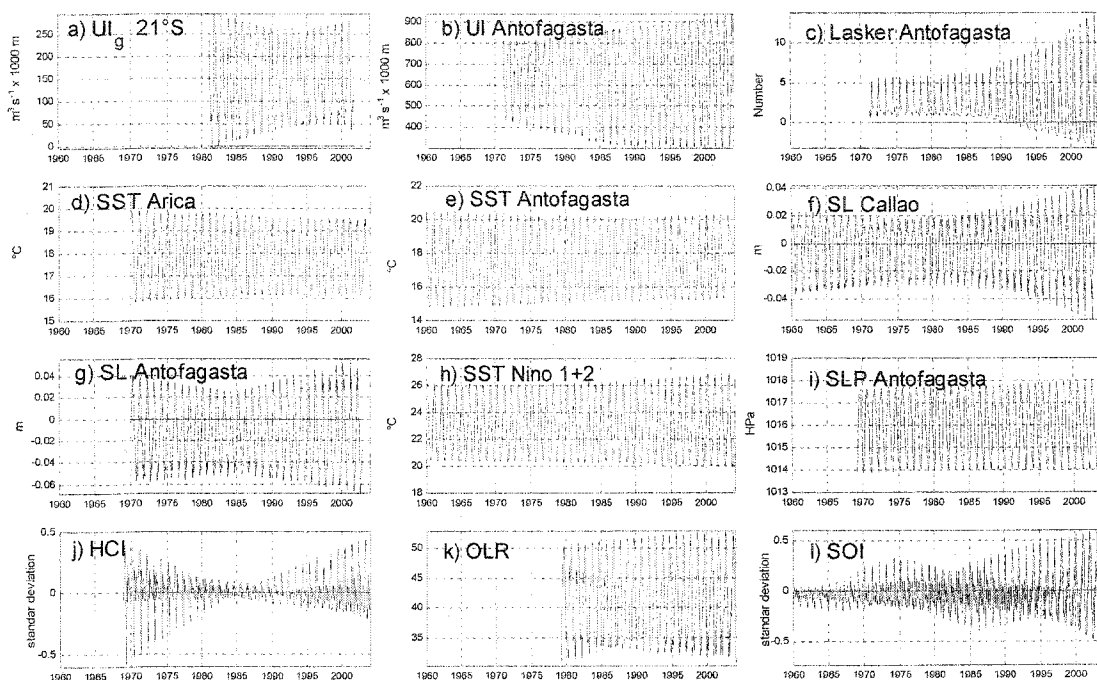 a) UIg 21°S
m³ s⁻¹ x 1000 m
250
200
150
100
50
0
1960 1965 1970 1975 1980 1985 1990 1995 2000
b) UI Antofagasta
m³ s⁻¹ x 1000 m
900
800
700
600
500
400
1960 1965 1970 1975 1980 1985 1990 1995 2000
c) Lasker Antofagasta
Number
10
5
0
1960 1965 1970 1975 1980 1985 1990 1995 2000
d) SST Arica
°C
21
20
19
18
17
16
15
1960 1965 1970 1975 1980 1985 1990 1995 2000
e) SST Antofagasta
°C
22
20
18
16
14
1960 1965 1970 1975 1980 1985 1990 1995 2000
f) SL Callao
m
0.04
0.02
0
-0.02
-0.04
1960 1965 1970 1975 1980 1985 1990 1995 2000
g) SL Antofagasta
m
0.04
0.02
0
-0.02
-0.04
-0.06
1960 1965 1970 1975 1980 1985 1990 1995 2000
h) SST Nino 1+2
°C
28
26
24
22
20
18
1960 1965 1970 1975 1980 1985 1990 1995 2000
i) SLP Antofagasta
HPa
1019
1018
1017
1016
1015
1014
1013
1960 1965 1970 1975 1980 1985 1990 1995 2000
j) HCI
standar deviation
0.5
0
-0.5
1960 1965 1970 1975 1980 1985 1990 1995 2000
k) OLR
50
45
40
35
1960 1965 1970 1975 1980 1985 1990 1995 2000
i) SOI
standar deviation
0.5
0
-0.5
1960 1965 1970 1975 1980 1985 1990 1995 2000